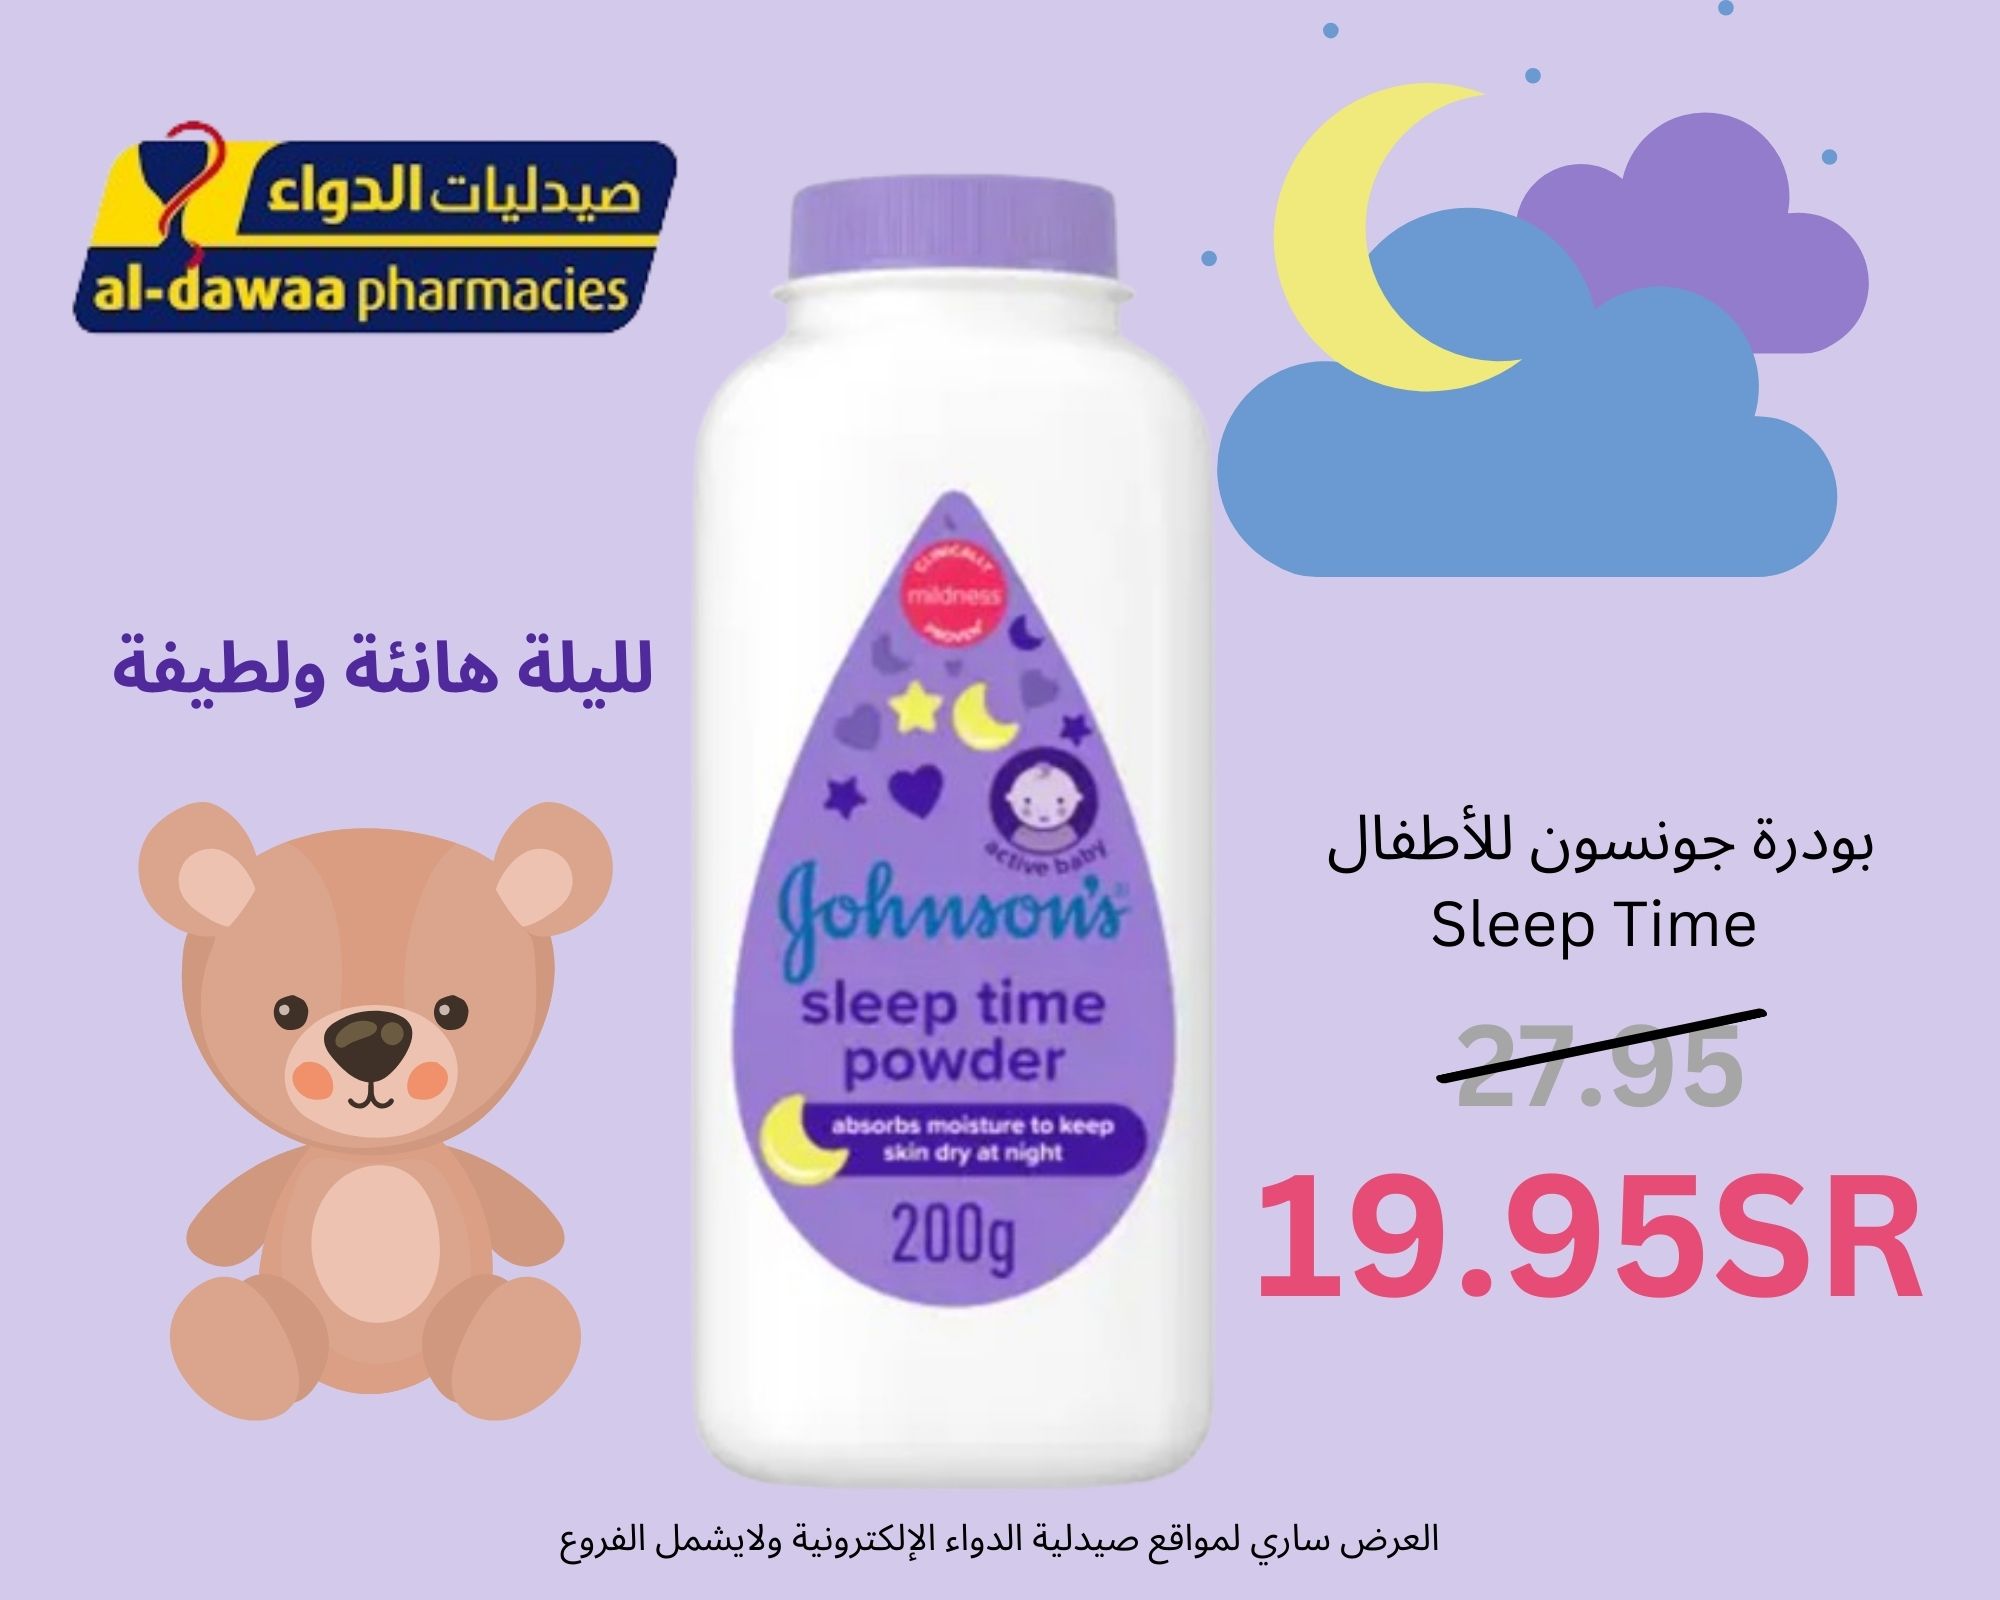 صيدليات الدواء
al-dawaa pharmacies
للیلة هانئة ولطيفة
CLINICALLY
mildness
PROVEN
active baby
Johnson's®
sleep time
powder
absorbs moisture to keep
skin dry at night
200g
بودرة جونسون للأطفال
Sleep Time
27.95
19.95SR
العرض ساري لمواقع صيدلية الدواء الإلكترونية ولايشمل الفروع